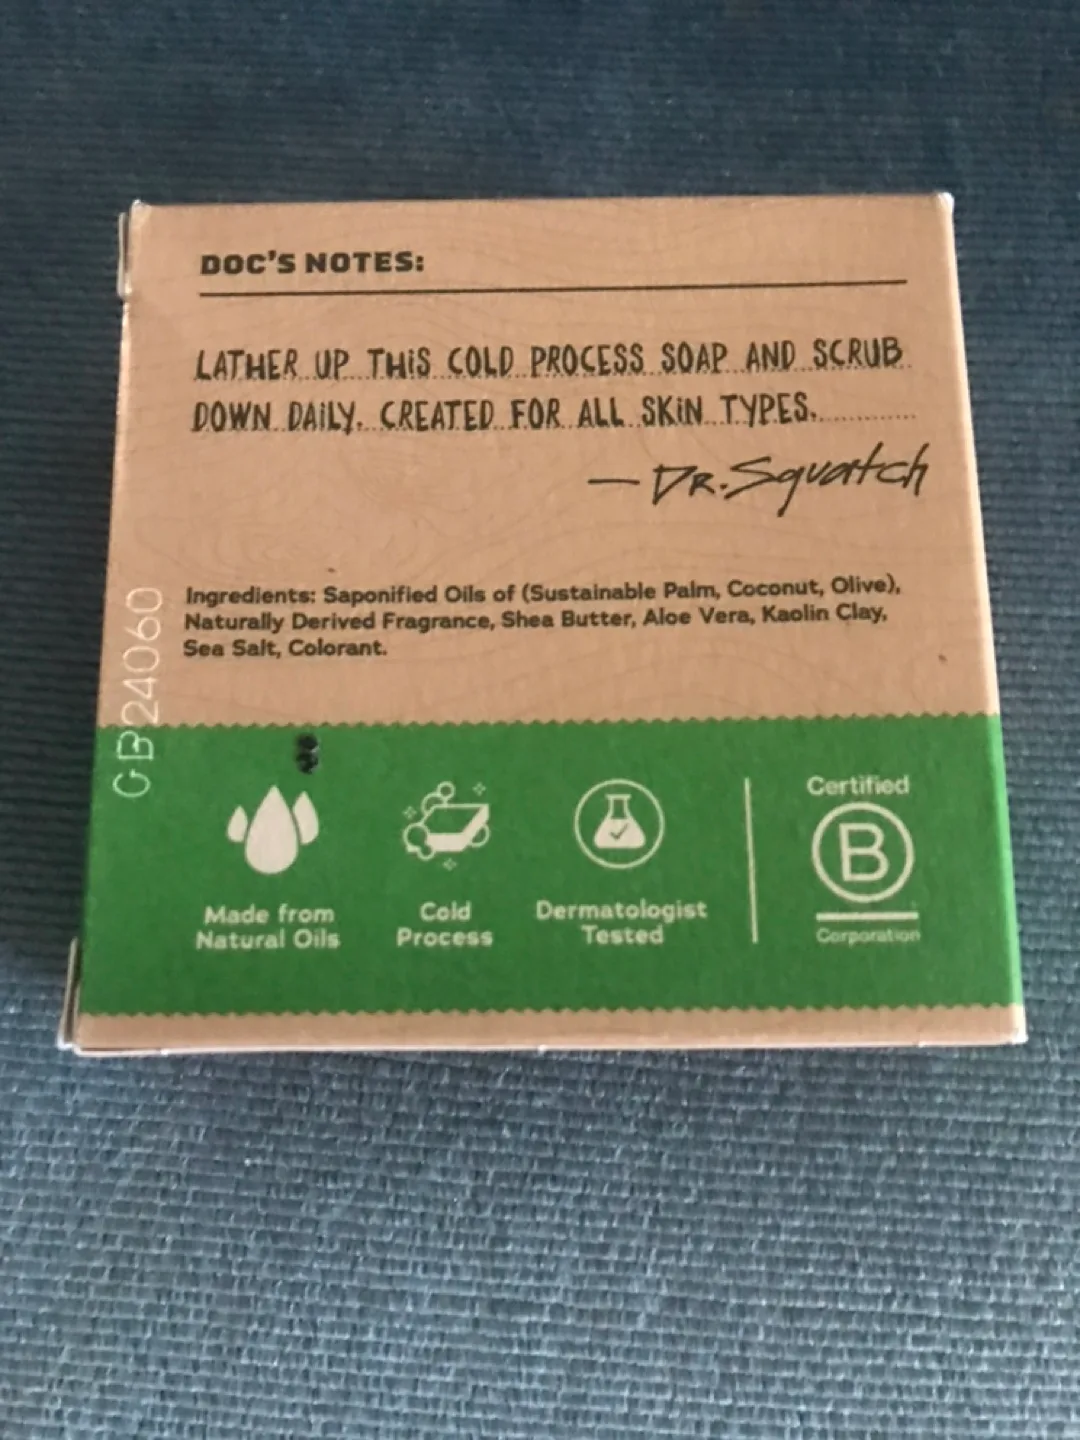 DOC'S NOTES:
LATHER UP THIS COLD PROCESS SOAP AND SCRUB
DOWN DAILY. CREATED FOR ALL SKIN TYPES.
— DR. Squatch
Ingredients: Saponified Oils of (Sustainable Palm, Coconut, Olive),
Naturally Derived Fragrance, Shea Butter, Aloe Vera, Kaolin Clay,
Sea Salt, Colorant.
GB24060
Made from
Natural Oils
Cold
Process
Dermatologist
Tested
Certified
B
Corporation